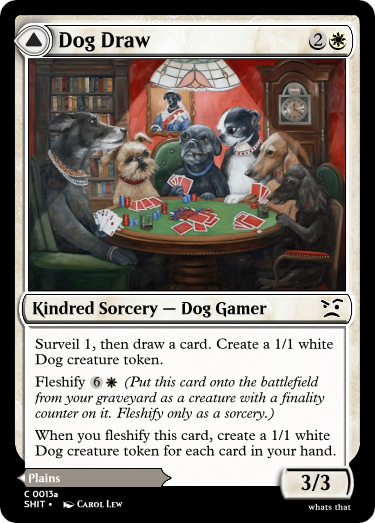 Dog Draw 2
Kindred Sorcery — Dog Gamer
Surveil 1, then draw a card. Create a 1/1 white
Dog creature token.
Fleshify 6 (Put this card onto the battlefield
from your graveyard as a creature with a finality
counter on it. Fleshify only as a sorcery.)
When you fleshify this card, create a 1/1 white
Dog creature token for each card in your hand.
Plains
3/3
C 0013a
SHIT • Carol Lew
whats that